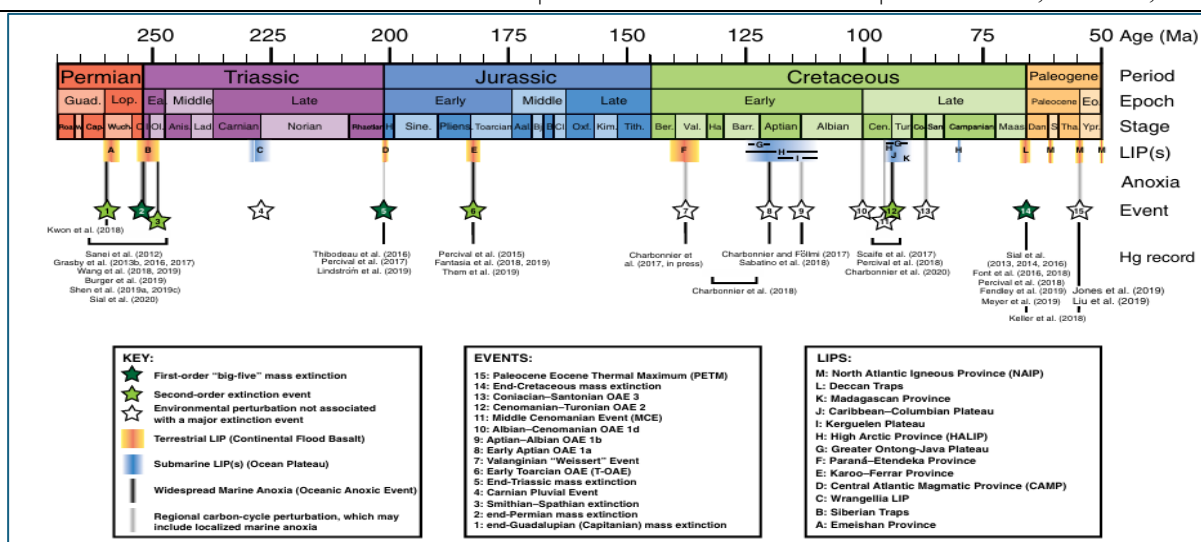 250 225 200 175 150 125 100 75 50 Age (Ma)
Permian Triassic Jurassic Cretaceous Paleogene Period
Guad. Lop. Ea. Middle Late Early Middle Late Early Late Paleocene Eo. Epoch
Cap. Wuch. C I Ol. Anis. Lad Carnian Norian Rhaetian H Sine. Pliens. Toarcian Aal. Bj B Cl Oxf. Kim. Tith. Ber. Val. Ha Barr. Aptian Albian Cen. Tur Co San Campanian Maas Dan S Tha. Ypr. Stage
A B C D E F G H I H G J K H L M M M LIP(s)
Anoxia
1 2 3 4 5 6 7 8 9 10 11 12 13 14 15 Event
Hg record
Kwon et al. (2018)
Sanei et al. (2012)
Grasby et al. (2013b, 2016, 2017)
Wang et al. (2018, 2019)
Burger et al. (2019)
Shen et al. (2019a, 2019c)
Sial et al. (2020)
Thibodeau et al. (2016)
Percival et al. (2017)
Lindström et al. (2019)
Percival et al. (2015)
Fantasia et al. (2018, 2019)
Them et al. (2019)
Charbonnier et
al. (2017, in press)
Charbonnier and Föllmi (2017)
Sabatino et al. (2018)
Charbonnier et al. (2018)
Scaife et al. (2017)
Percival et al. (2018)
Charbonnier et al. (2020)
Sial et al.
(2013, 2014, 2016)
Font et al. (2016, 2018)
Percival et al. (2018)
Fendley et al. (2019)
Meyer et al. (2019)
Keller et al. (2018)
Jones et al. (2019)
Liu et al. (2019)
KEY:
First-order “big-five” mass extinction
Second-order extinction event
Environmental perturbation not associated
with a major extinction event
Terrestrial LIP (Continental Flood Basalt)
Submarine LIP(s) (Ocean Plateau)
Widespread Marine Anoxia (Oceanic Anoxic Event)
Regional carbon-cycle perturbation, which may
include localized marine anoxia
EVENTS:
15: Paleocene Eocene Thermal Maximum (PETM)
14: End-Cretaceous mass extinction
13: Coniacian–Santonian OAE 3
12: Cenomanian–Turonian OAE 2
11: Middle Cenomanian Event (MCE)
10: Albian–Cenomanian OAE 1d
9: Aptian–Albian OAE 1b
8: Early Aptian OAE 1a
7: Valanginian “Weissert” Event
6: Early Toarcian OAE (T-OAE)
5: End-Triassic mass extinction
4: Carnian Pluvial Event
3: Smithian–Spathian extinction
2: end-Permian mass extinction
1: end-Guadalupian (Capitanian) mass extinction
LIPS:
M: North Atlantic Igneous Province (NAIP)
L: Deccan Traps
K: Madagascan Province
J: Caribbean–Columbian Plateau
I: Kerguelen Plateau
H: High Arctic Province (HALIP)
G: Greater Ontong-Java Plateau
F: Paraná–Etendeka Province
E: Karoo–Ferrar Province
D: Central Atlantic Magmatic Province (CAMP)
C: Wrangellia LIP
B: Siberian Traps
A: Emeishan Province